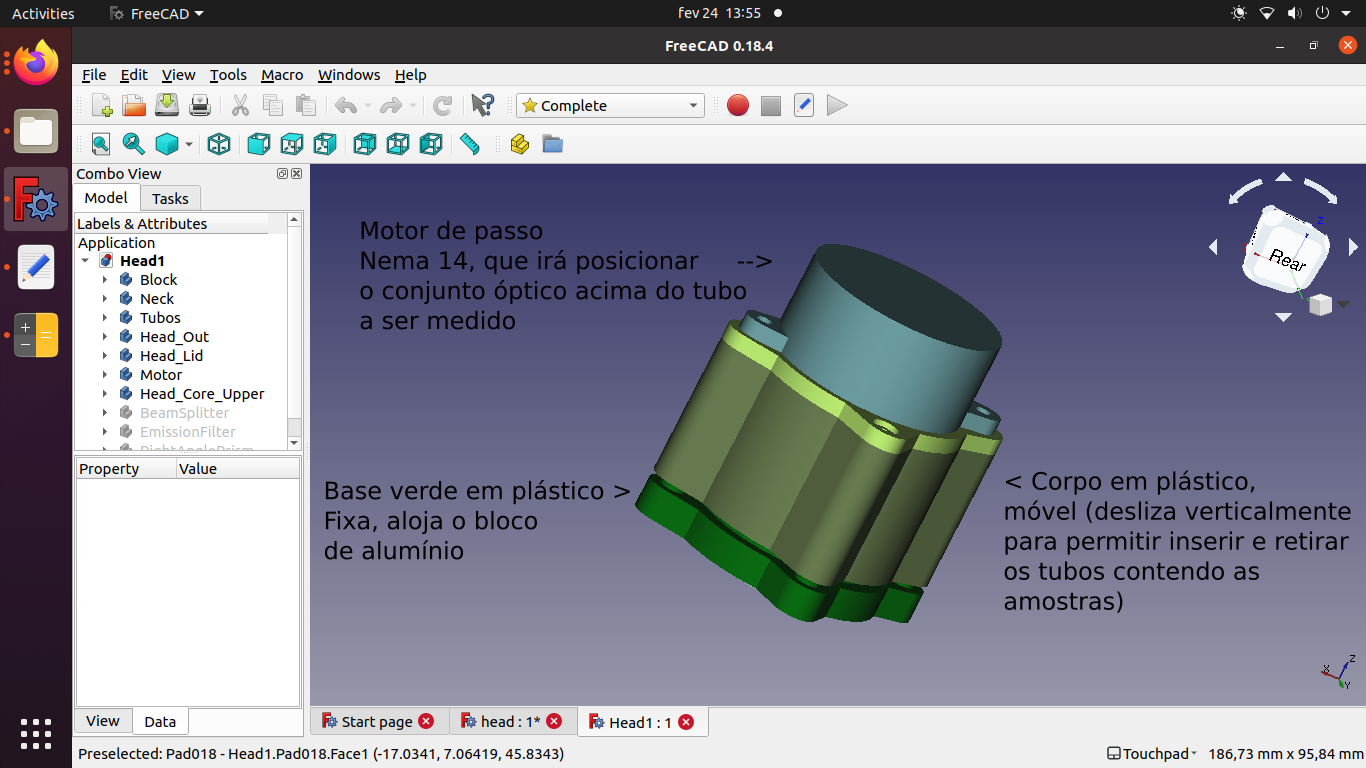 Activities
FreeCAD
fev 24 13:55
FreeCAD 0.18.4
File Edit View Tools Macro Windows Help
Complete
Combo View
Model Tasks
Labels & Attributes
Application
Head1
Block
Neck
Tubos
Head_Out
Head_Lid
Motor
Head_Core_Upper
BeamSplitter
EmissionFilter
RightAnglePrism
Property Value
View Data
Motor de passo
Nema 14, que irá posicionar -->
o conjunto óptico acima do tubo
a ser medido
Base verde em plástico >
Fixa, aloja o bloco
de alumínio
< Corpo em plástico,
móvel (desliza verticalmente
para permitir inserir e retirar
os tubos contendo as
amostras)
Rear
Z
X
Z
Y
Start page
head : 1*
Head1 : 1
Preselected: Pad018 - Head1.Pad018.Face1 (-17.0341, 7.06419, 45.8343)
Touchpad
186,73 mm x 95,84 mm